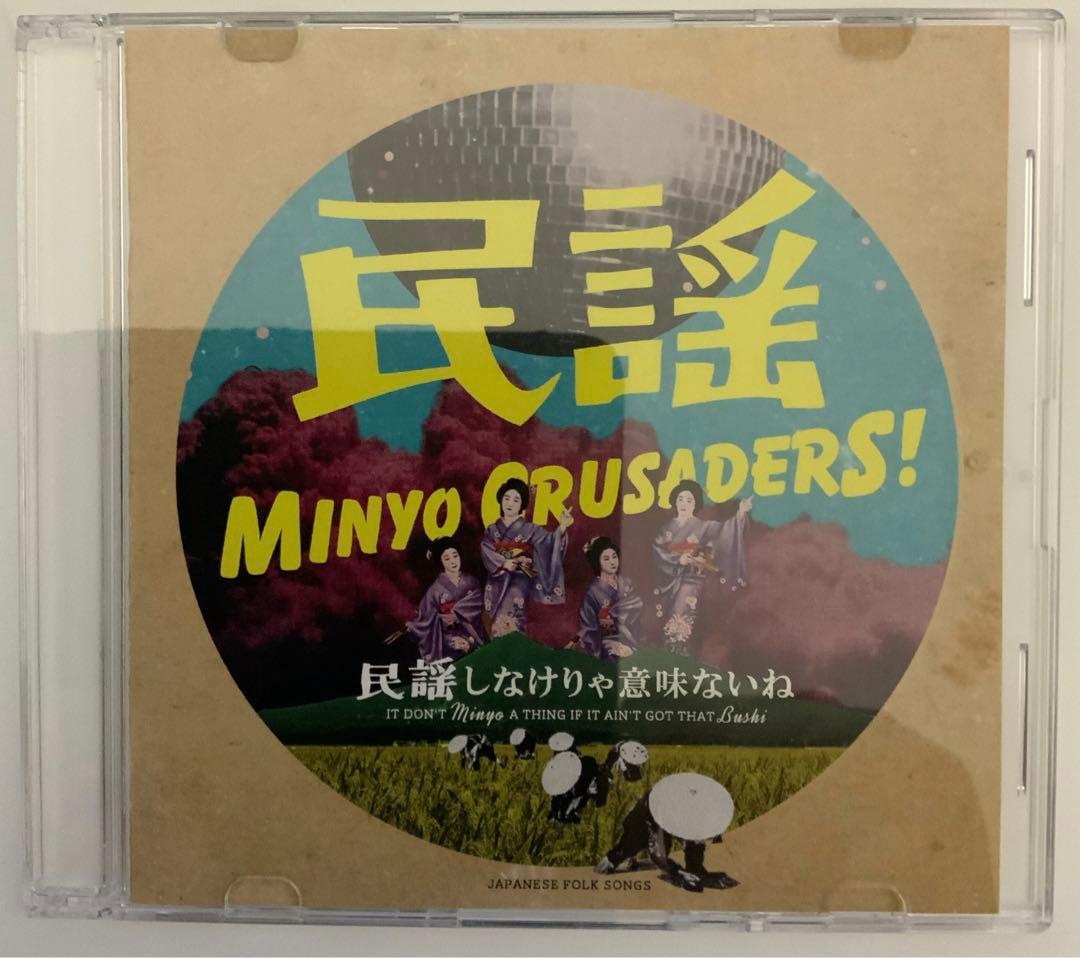 民謡
MINYO CRUSADERS!
民謡しなけりゃ意味ないね
IT DON'T Minyo A THING IF IT AIN'T GOT THAT Bushi
JAPANESE FOLK SONGS